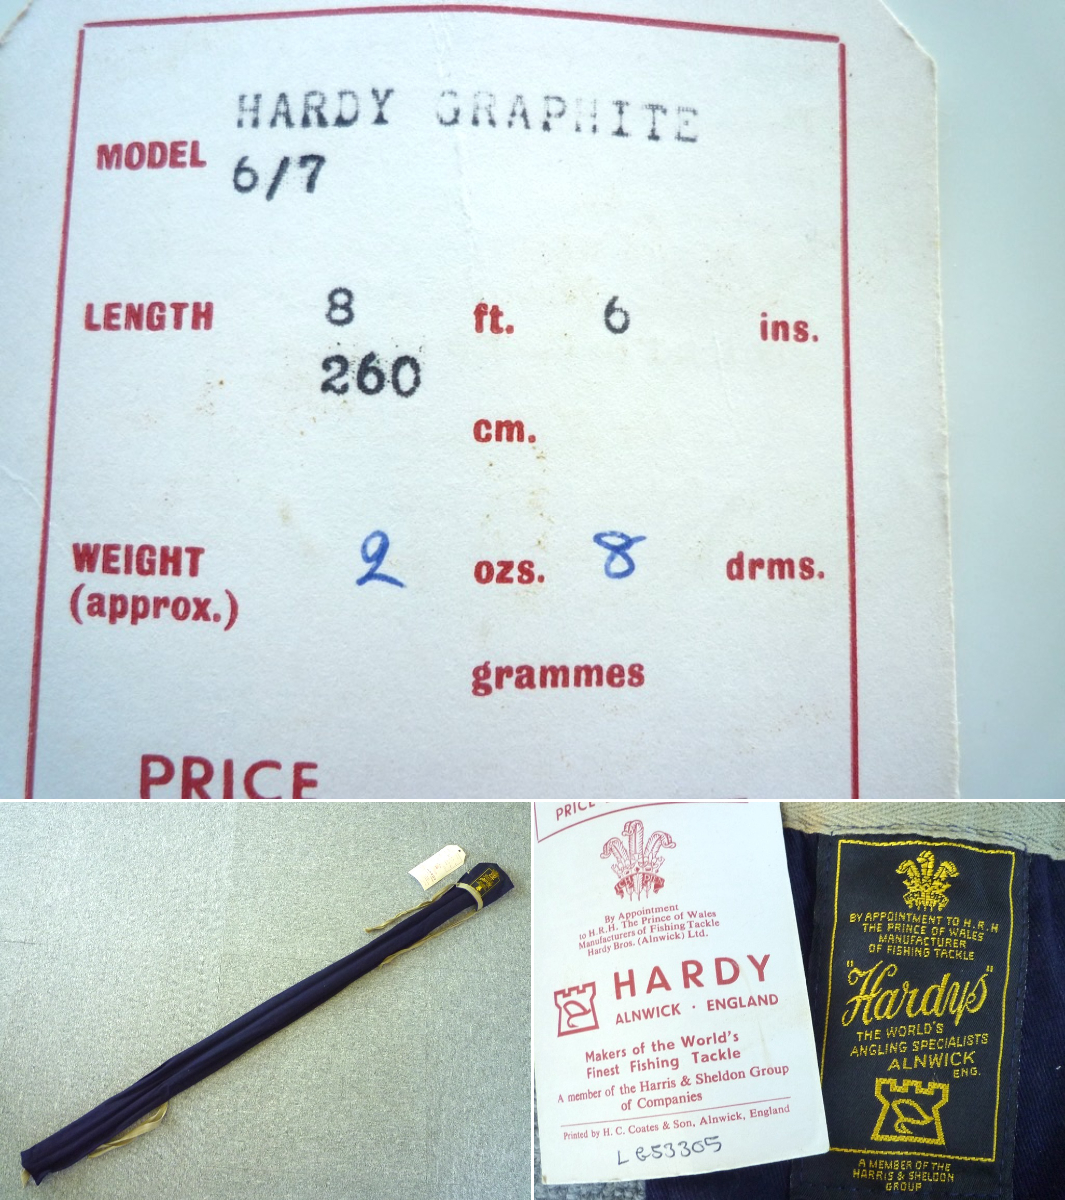 HARDY GRAPHITE
MODEL 6/7
LENGTH 8 ft. 6 ins.
260
cm.
WEIGHT 2 ozs. 8 drms.
(approx.)
grammes
PRICE
PRICE
By Appointment
to H.R.H. The Prince of Wales
Manufacturers of Fishing Tackle
Hardy Bros. (Alnwick) Ltd.
HARDY
ALNWICK · ENGLAND
Makers of the World's
Finest Fishing Tackle
A member of the Harris & Sheldon Group
of Companies
Printed by H. C. Coates & Son, Alnwick, England
LG53305
BY APPOINTMENT TO H.R.H
THE PRINCE OF WALES
MANUFACTURER
OF FISHING TACKLE
"Hardys"
THE WORLD'S
ANGLING SPECIALISTS
ALNWICK
ENG.
A MEMBER OF THE
HARRIS & SHELDON
GROUP